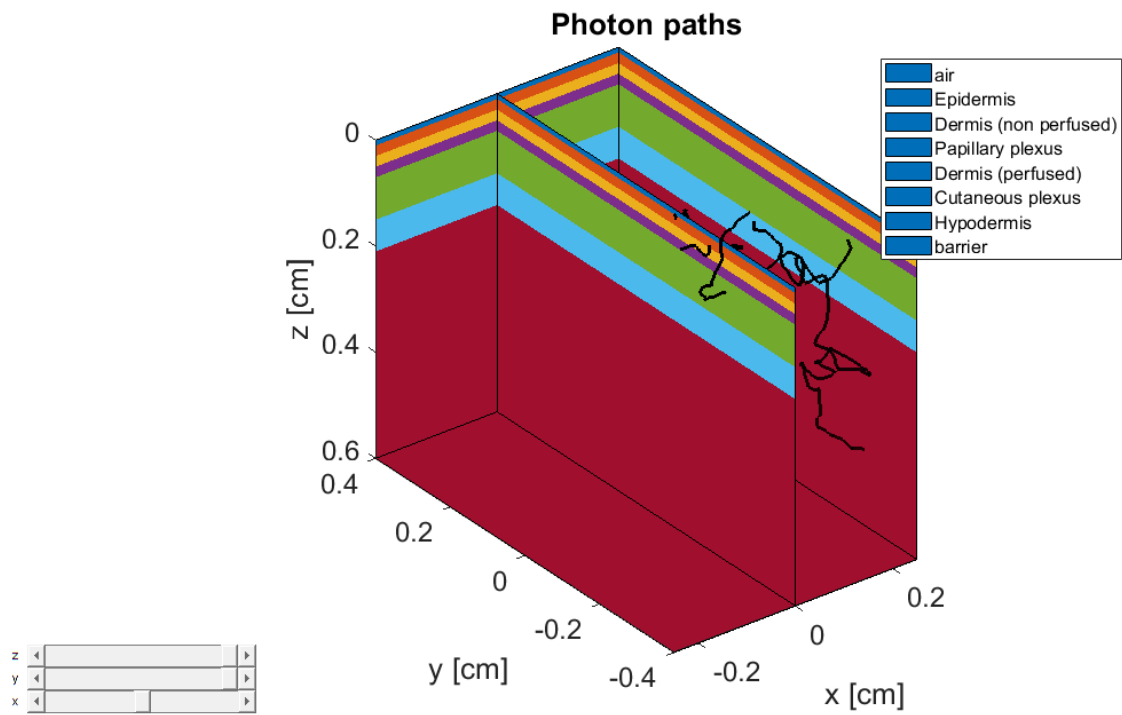 Photon paths
air
Epidermis
Dermis (non perfused)
Papillary plexus
Dermis (perfused)
Cutaneous plexus
Hypodermis
barrier
0
0.2
0.4
0.6
z [cm]
0.4
0.2
0
-0.2
-0.4
y [cm]
-0.2
0
0.2
x [cm]
z
y
x